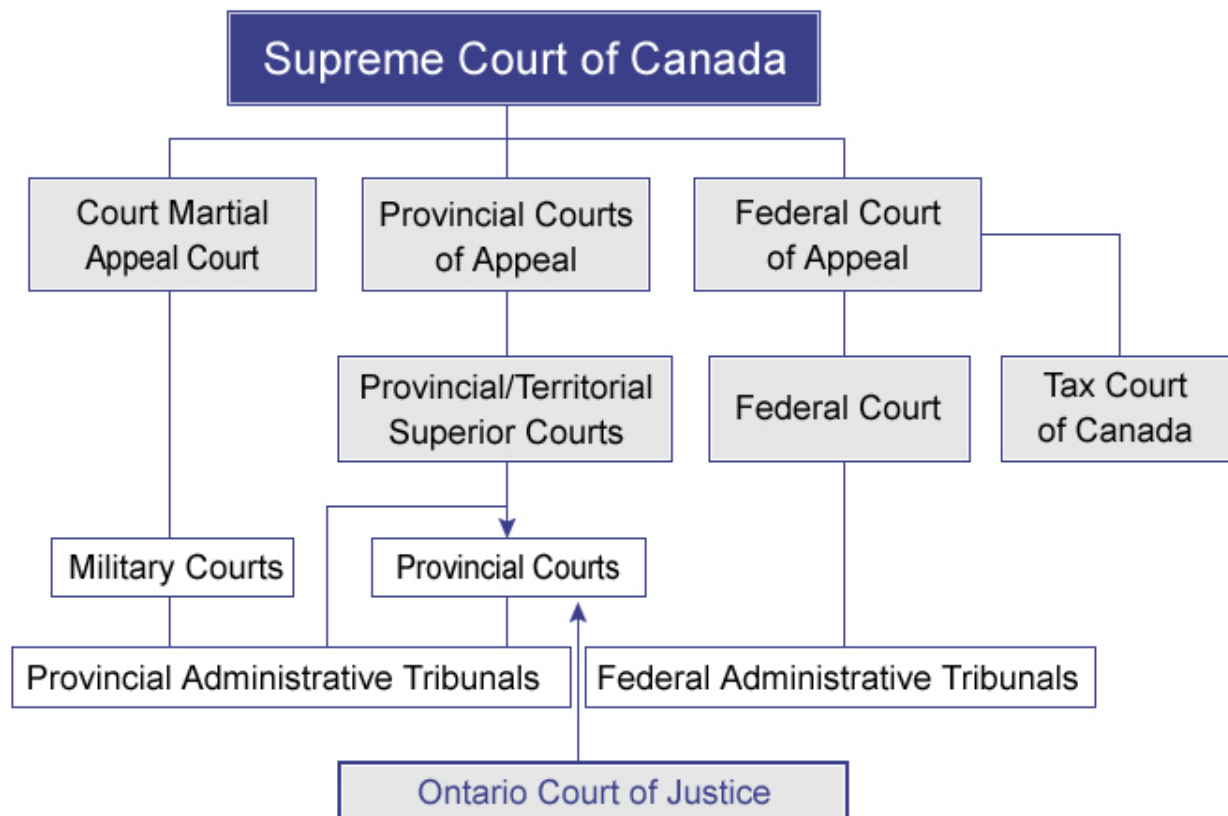 Supreme Court of Canada
Court Martial
Appeal Court
Provincial Courts
of Appeal
Federal Court
of Appeal
Provincial/Territorial
Superior Courts
Federal Court
Tax Court
of Canada
Military Courts
Provincial Courts
Provincial Administrative Tribunals
Federal Administrative Tribunals
Ontario Court of Justice